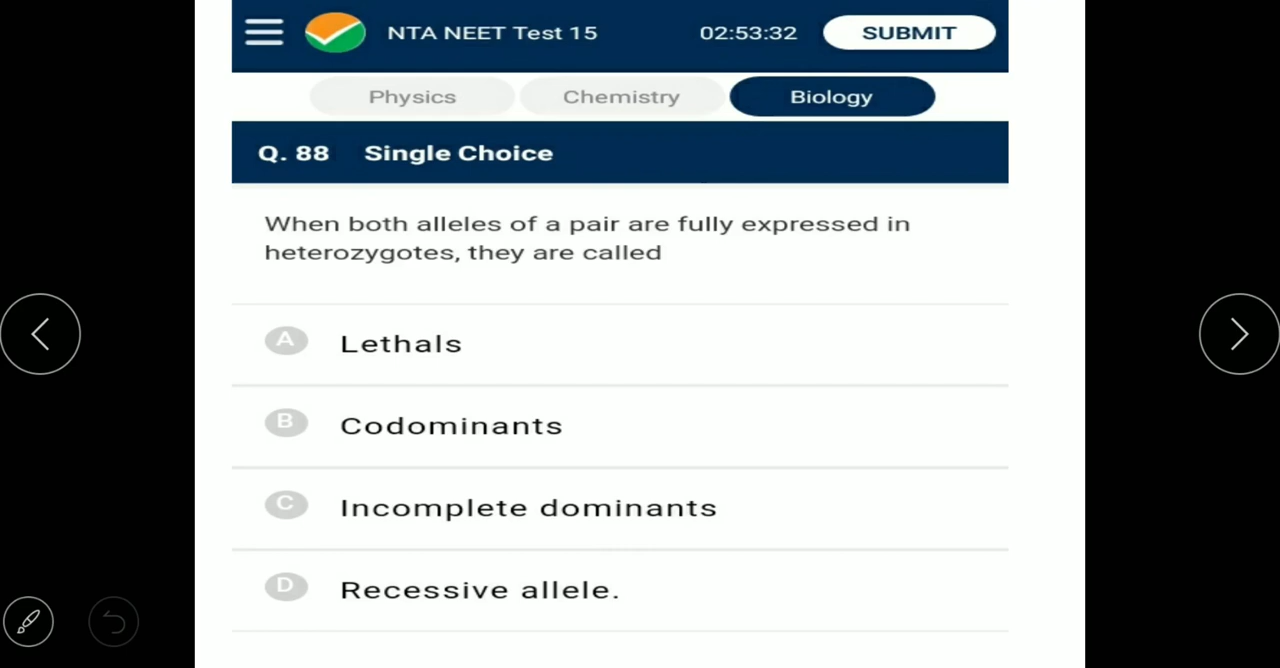 NTA NEET Test 15 02:53:32 SUBMIT
Physics Chemistry Biology
Q. 88 Single Choice
When both alleles of a pair are fully expressed in
heterozygotes, they are called
A Lethals
B Codominants
C Incomplete dominants
D Recessive allele.